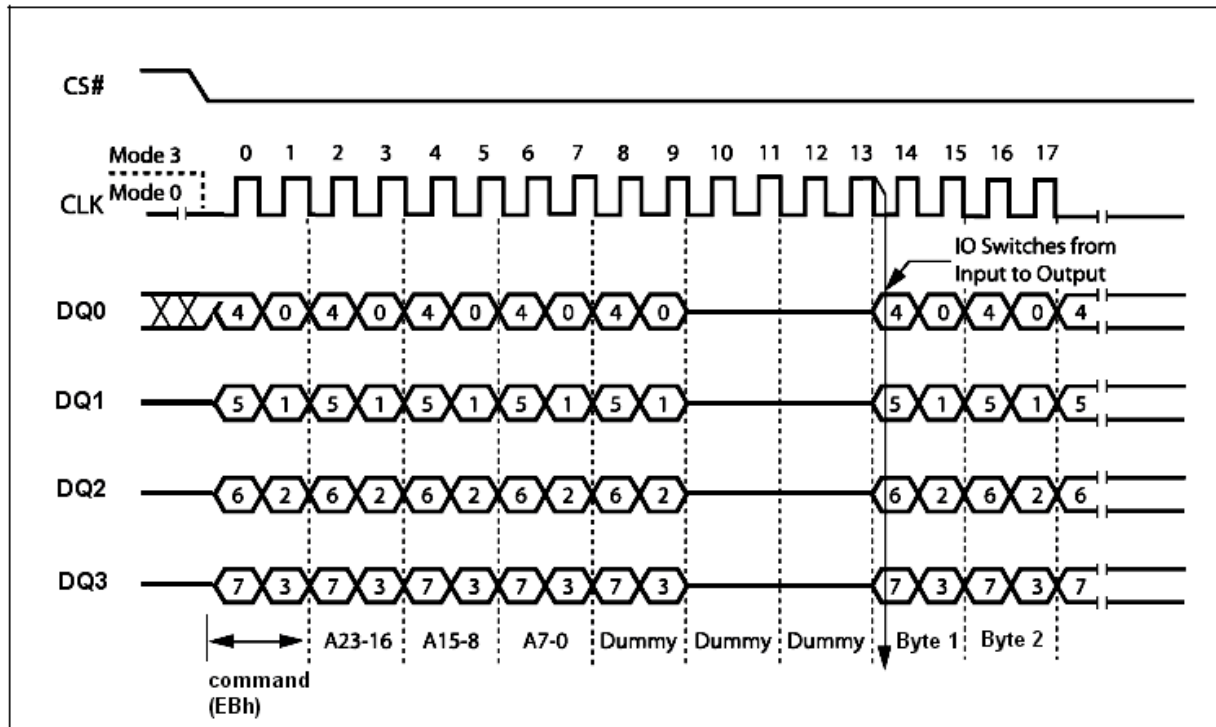 CS#
Mode 3
0 1 2 3 4 5 6 7 8 9 10 11 12 13 14 15 16 17
Mode 0
CLK
IO Switches from
Input to Output
DQ0 4 0 4 0 4 0 4 0 4 0 4 0 4 0 4
DQ1 5 1 5 1 5 1 5 1 5 1 5 1 5 1 5
DQ2 6 2 6 2 6 2 6 2 6 2 6 2 6 2 6
DQ3 7 3 7 3 7 3 7 3 7 3 7 3 7 3 7
A23-16 A15-8 A7-0 Dummy Dummy Dummy Byte 1 Byte 2
command
(EBh)